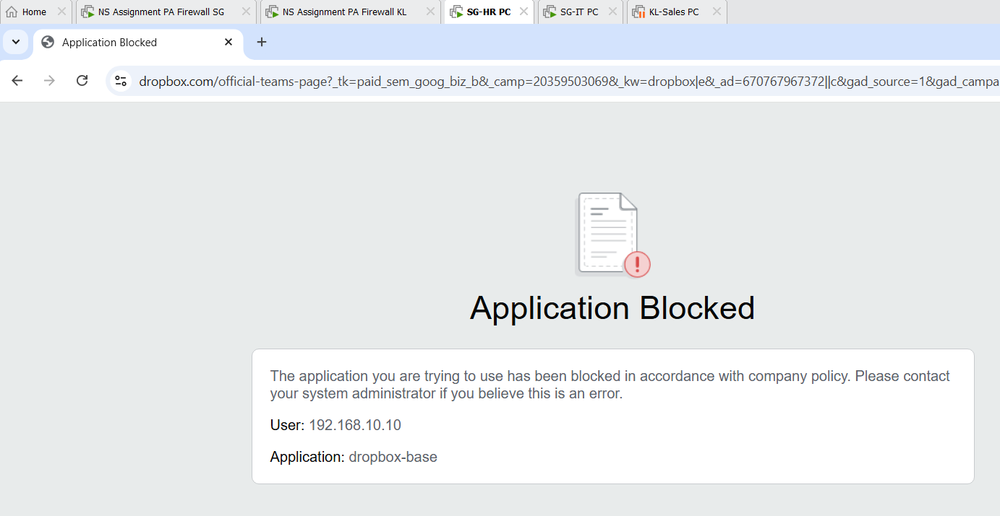 Home
NS Assignment PA Firewall SG
NS Assignment PA Firewall KL
SG-HR PC
SG-IT PC
KL-Sales PC
Application Blocked
dropbox.com/official-teams-page?_tk=paid_sem_goog_biz_b&_camp=20359503069&_kw=dropbox|e&_ad=670767967372||c&gad_source=1&gad_campa
Application Blocked
The application you are trying to use has been blocked in accordance with company policy. Please contact
your system administrator if you believe this is an error.
User: 192.168.10.10
Application: dropbox-base